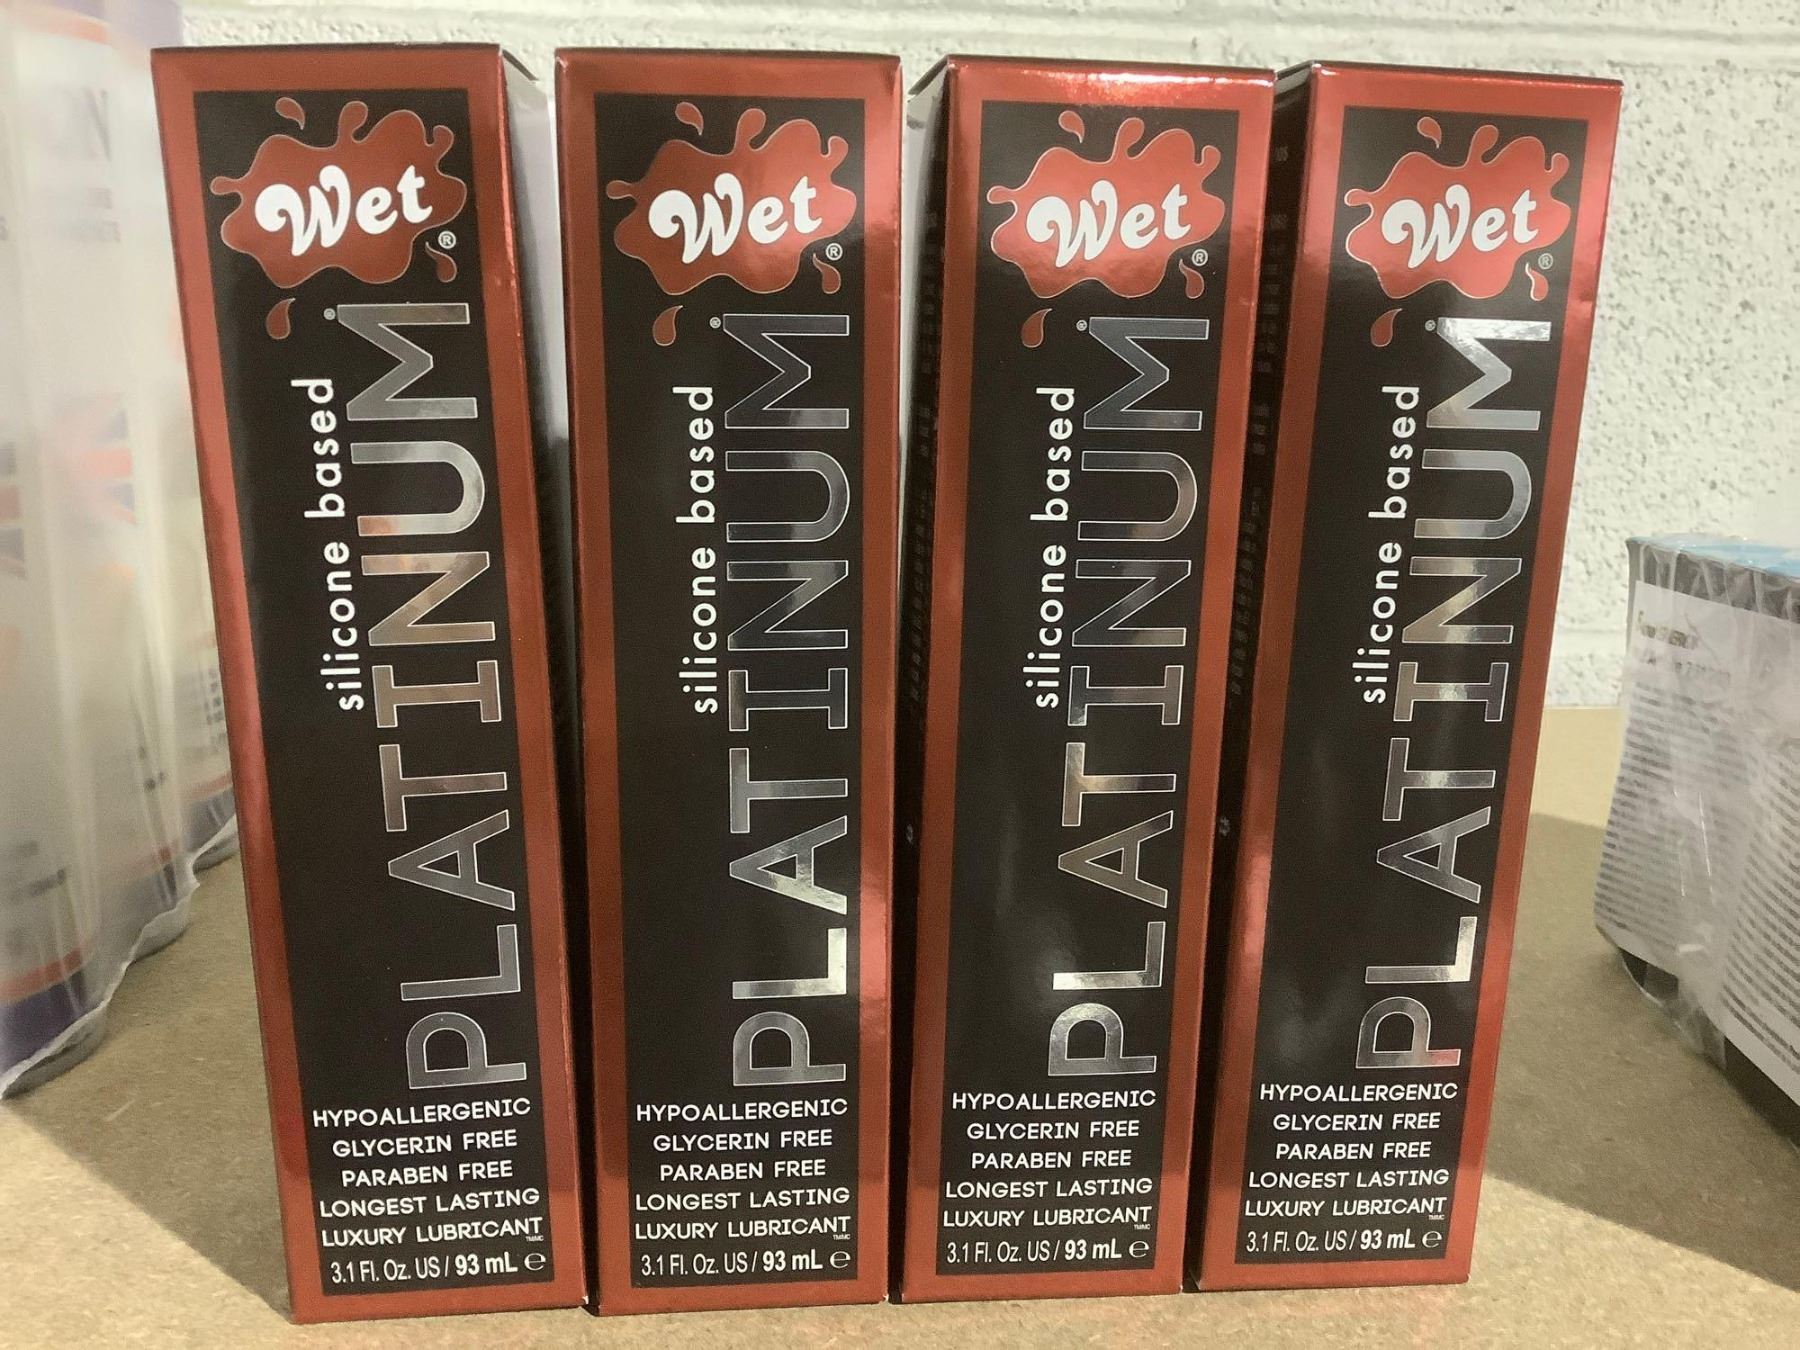 Wet®
PLATINUM®
silicone based
HYPOALLERGENIC
GLYCERIN FREE
PARABEN FREE
LONGEST LASTING
LUXURY LUBRICANT
3.1 Fl. Oz. US / 93 mL ℮
Wet®
PLATINUM®
silicone based
HYPOALLERGENIC
GLYCERIN FREE
PARABEN FREE
LONGEST LASTING
LUXURY LUBRICANT
3.1 Fl. Oz. US / 93 mL ℮
Wet®
PLATINUM®
silicone based
HYPOALLERGENIC
GLYCERIN FREE
PARABEN FREE
LONGEST LASTING
LUXURY LUBRICANT
3.1 Fl. Oz. US / 93 mL ℮
Wet®
PLATINUM®
silicone based
HYPOALLERGENIC
GLYCERIN FREE
PARABEN FREE
LONGEST LASTING
LUXURY LUBRICANT
3.1 Fl. Oz. US / 93 mL ℮